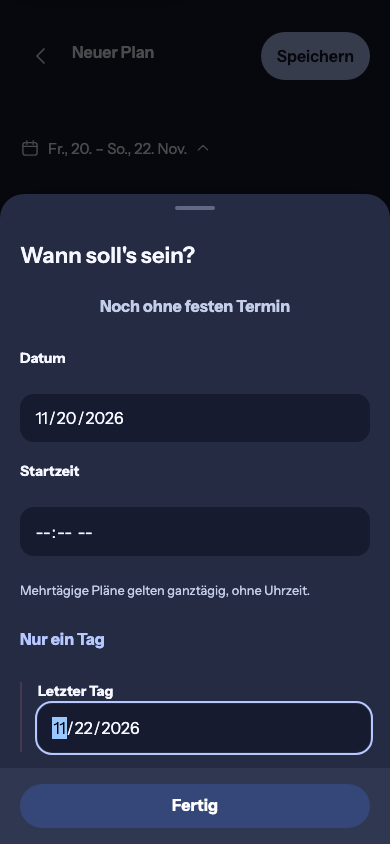 Neuer Plan
Speichern
Fr., 20. – So., 22. Nov.
Wann soll's sein?
Noch ohne festen Termin
Datum
11/20/2026
Startzeit
--:-- --
Mehrtägige Pläne gelten ganztägig, ohne Uhrzeit.
Nur ein Tag
Letzter Tag
11/22/2026
Fertig